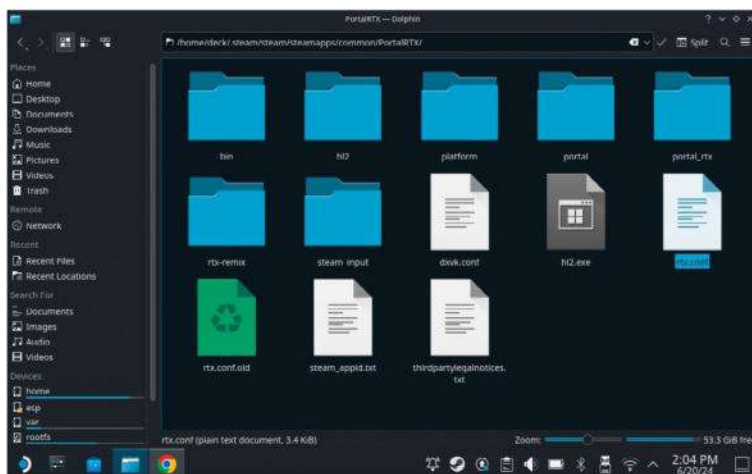 PortalRTX — Dolphin
/home/deck/.steam/steam/steamapps/common/PortalRTX/
Split
Places
Home
Desktop
Documents
Downloads
Music
Pictures
Videos
Trash
Remote
Network
Recent
Recent Files
Recent Locations
Search For
Documents
Images
Audio
Videos
Devices
home
esp
var
rootfs
bin
hl2
platform
portal
portal_rtx
rtx-remix
steam_input
dxvk.conf
hl2.exe
rtx.conf
rtx.conf.old
steam_appid.txt
thirdpartylegalnotices.
txt
rtx.conf (plain text document, 3.4 KiB)
Zoom:
53.3 GiB free
2:04 PM
6/20/24